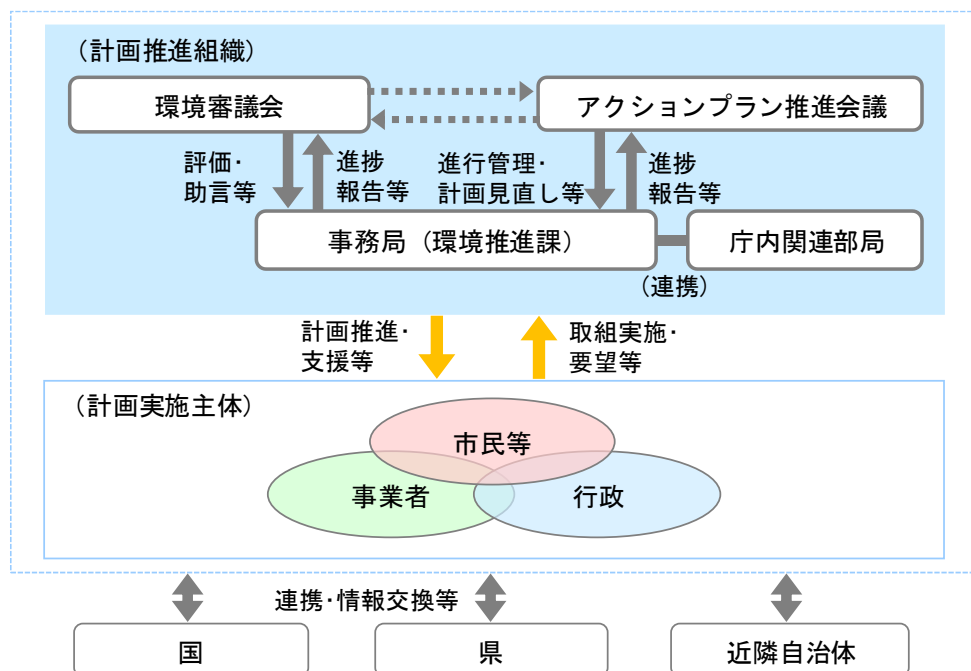 （計画推進組織）
環境審議会
アクションプラン推進会議
評価・
助言等
進捗
報告等
進行管理・
計画見直し等
進捗
報告等
事務局（環境推進課）
庁内関連部局
（連携）
計画推進・
支援等
取組実施・
要望等
（計画実施主体）
市民等
事業者
行政
連携・情報交換等
国
県
近隣自治体